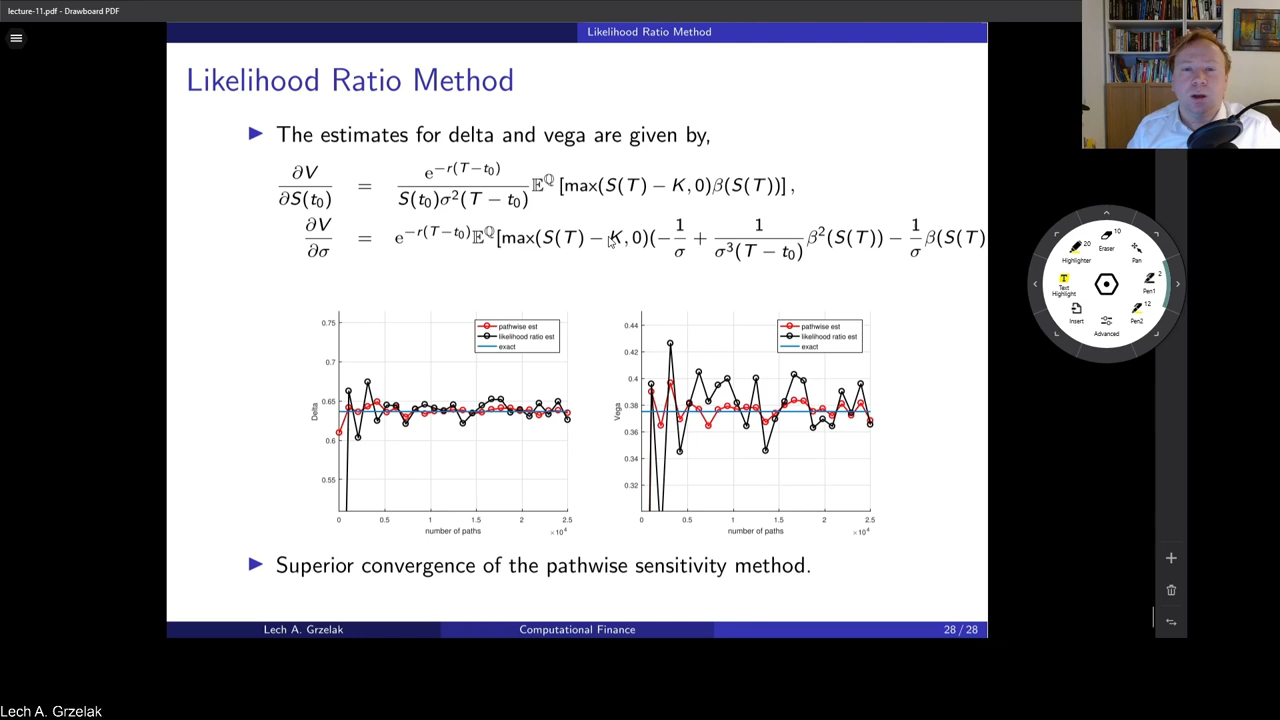 lecture-11.pdf - Drawboard PDF
Likelihood Ratio Method
Likelihood Ratio Method
The estimates for delta and vega are given by,
∂V/∂S(t₀) = e^{−r(T−t₀)}/(S(t₀)σ²(T − t₀)) 𝔼^ℚ [max(S(T) − K, 0)β(S(T))] ,
∂V/∂σ = e^{−r(T−t₀)}𝔼^ℚ[max(S(T) − K, 0)(−1/σ + 1/(σ³(T − t₀)) β²(S(T)) − 1/σ β(S(T)
pathwise est
likelihood ratio est
exact
0.75
0.7
0.65
0.6
0.55
Delta
0 0.5 1 1.5 2 2.5
number of paths
×10⁴
pathwise est
likelihood ratio est
exact
0.44
0.42
0.4
0.38
0.36
0.34
0.32
Vega
0 0.5 1 1.5 2 2.5
number of paths
×10⁴
Superior convergence of the pathwise sensitivity method.
Lech A. Grzelak Computational Finance 28 / 28
10
Eraser
20
Highlighter
Pan
Text
Highlight
2
Pen1
Insert
12
Pen2
Advanced
Lech A. Grzelak